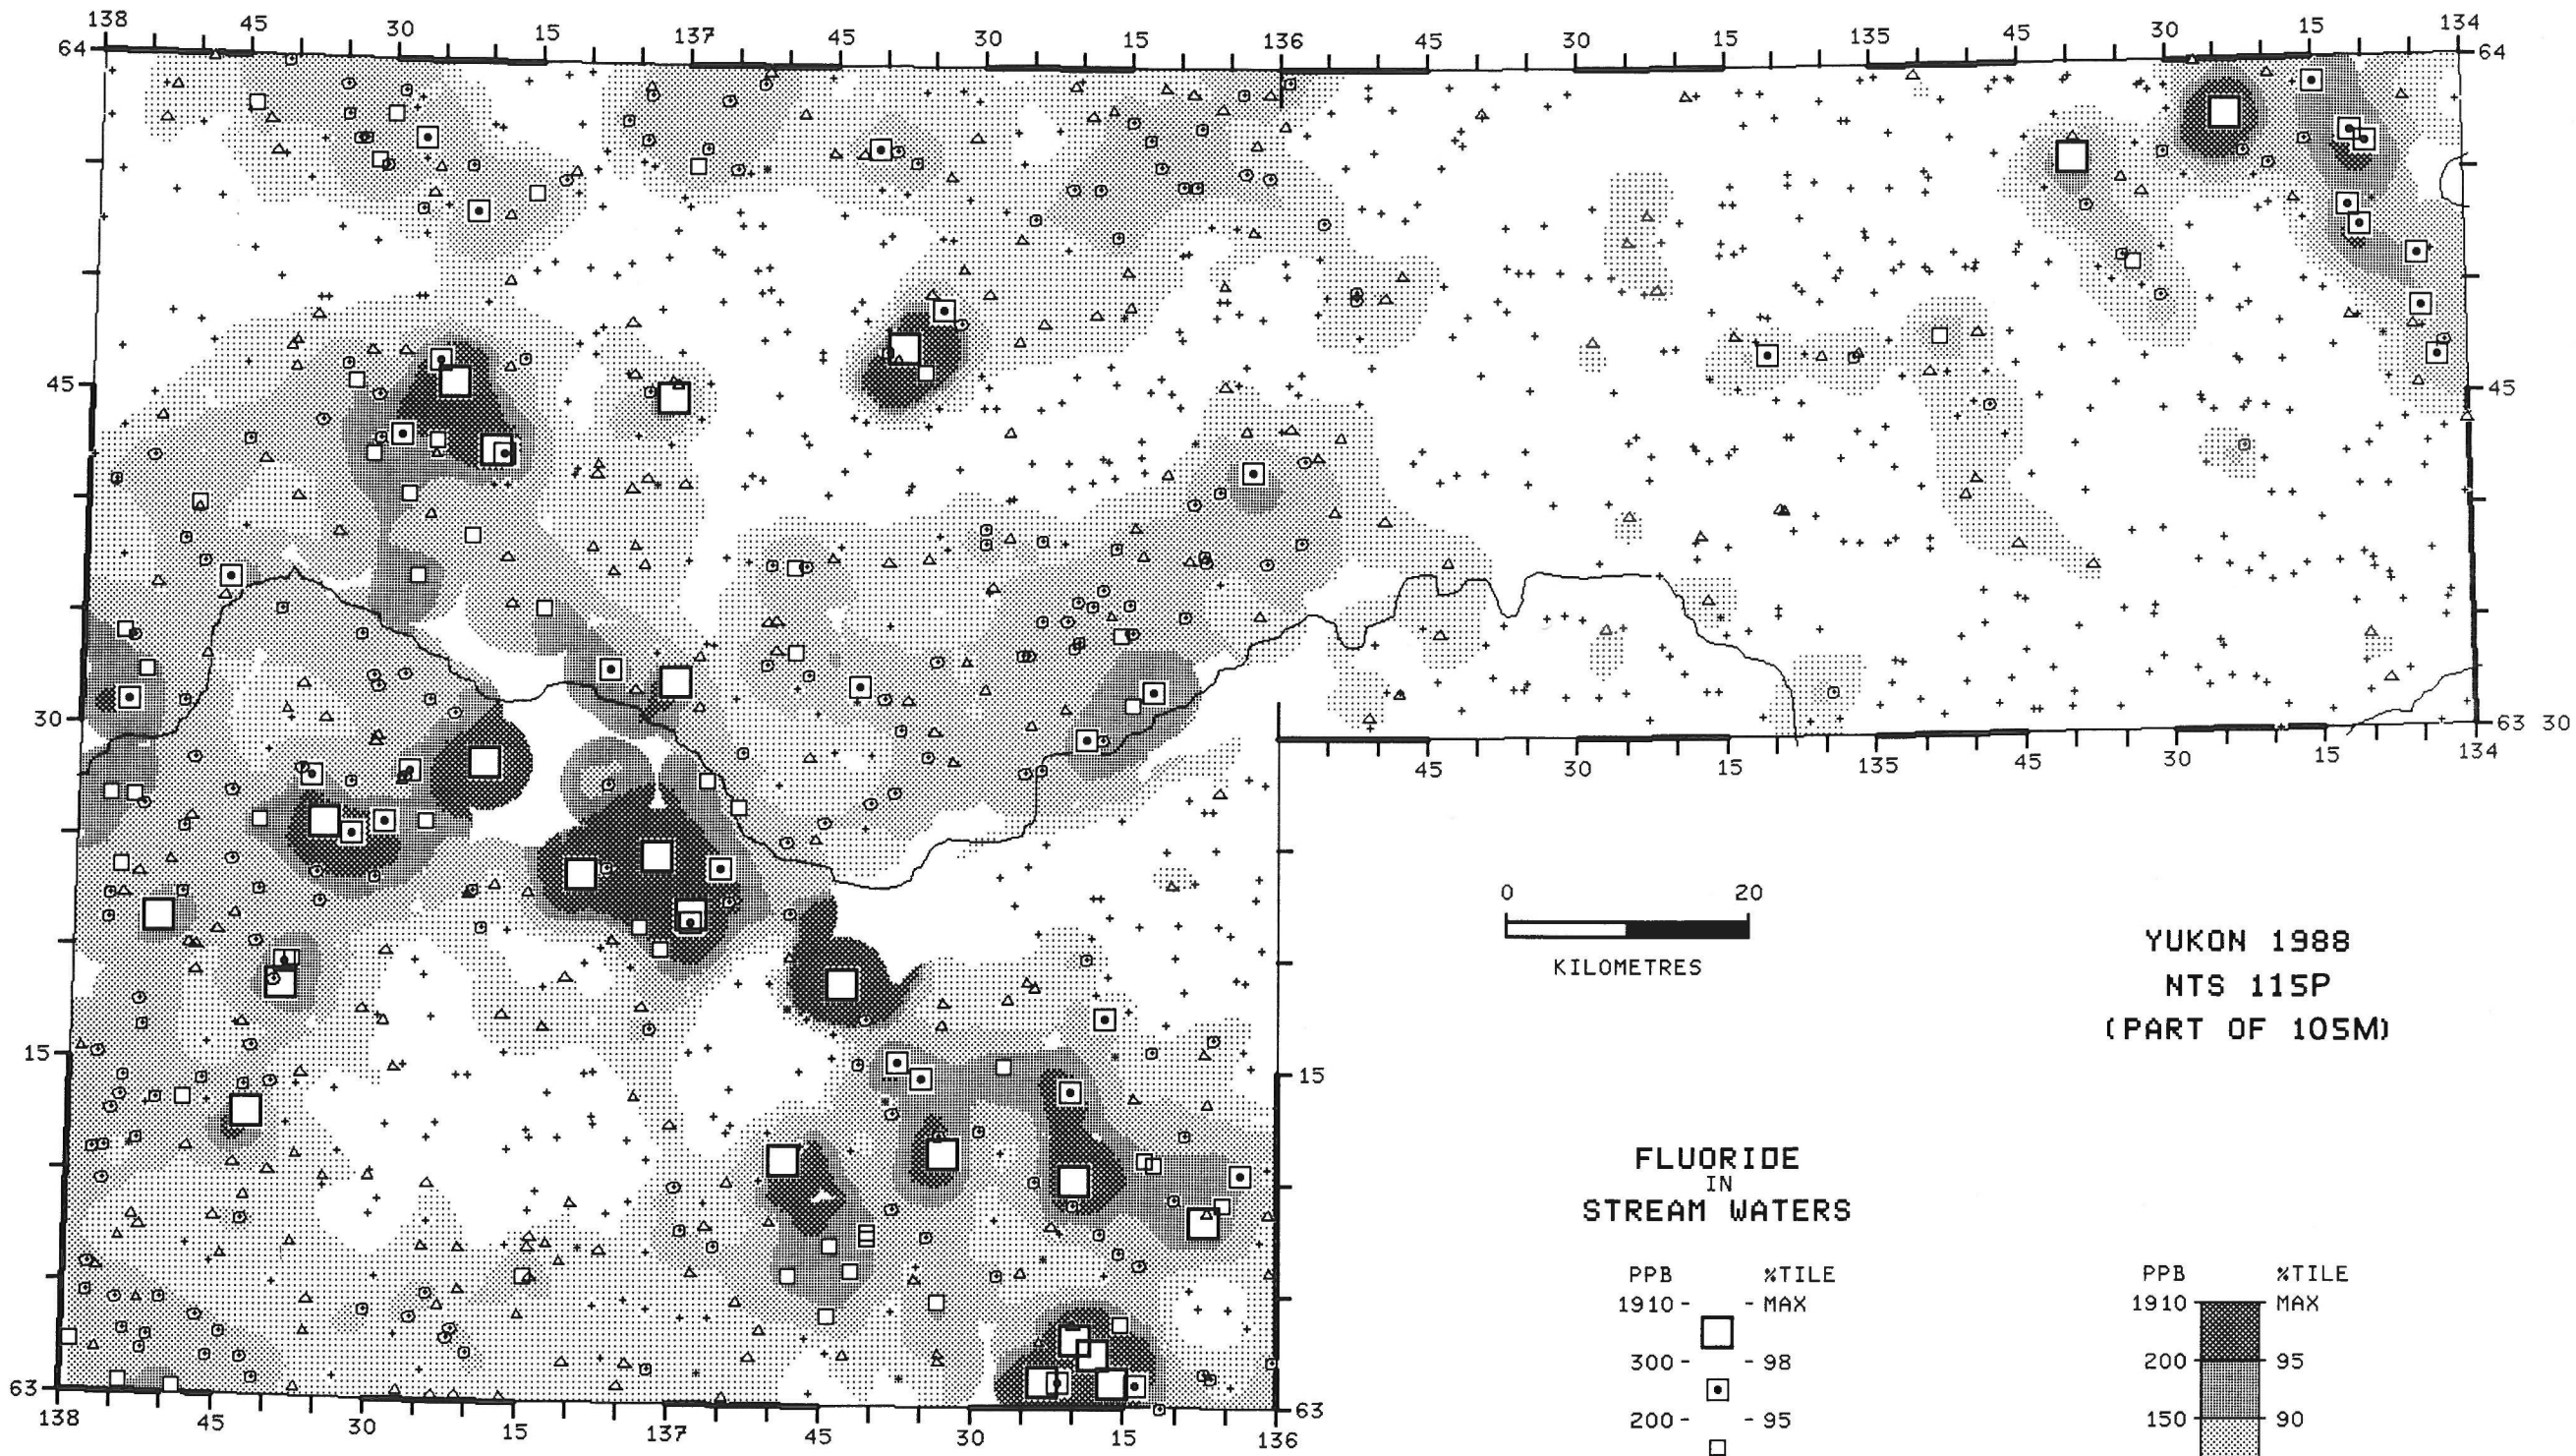 138 45 30 15 137 45 30 15 136 45 30 15 135 45 30 15 134
64 64
45 45
30 63 30
45 30 15 135 45 30 15 134
0 20
KILOMETRES
YUKON 1988
NTS 115P
(PART OF 105M)
15 15
FLUORIDE
IN
STREAM WATERS
PPB %TILE PPB %TILE
1910 - - MAX 1910 MAX
300 - - 98 200 95
200 - - 95 150 90
63 63
138 45 30 15 137 45 30 15 136